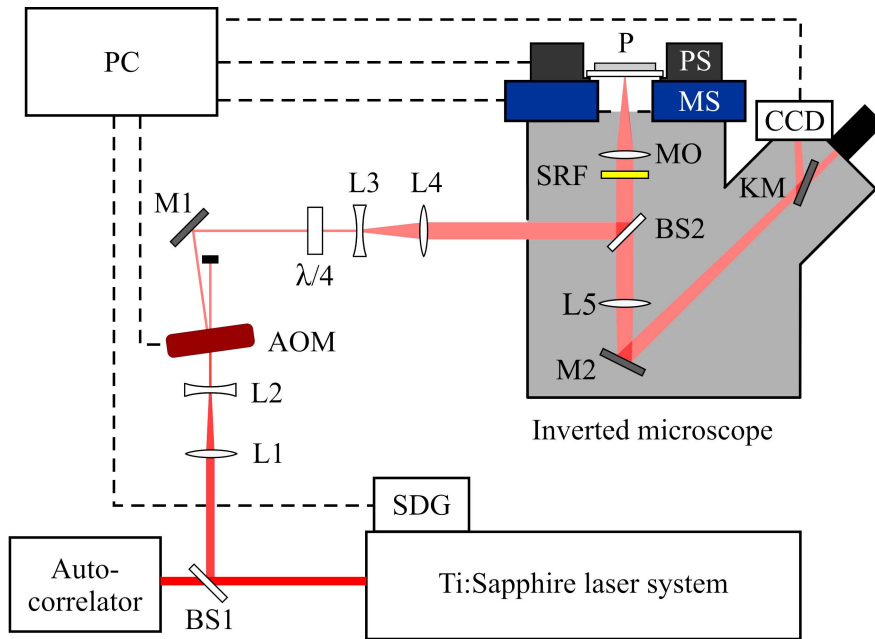 PC
P
PS
MS
CCD
MO
SRF
KM
L3
L4
M1
BS2
λ/4
L5
AOM
M2
L2
Inverted microscope
L1
SDG
Auto-
correlator
Ti:Sapphire laser system
BS1